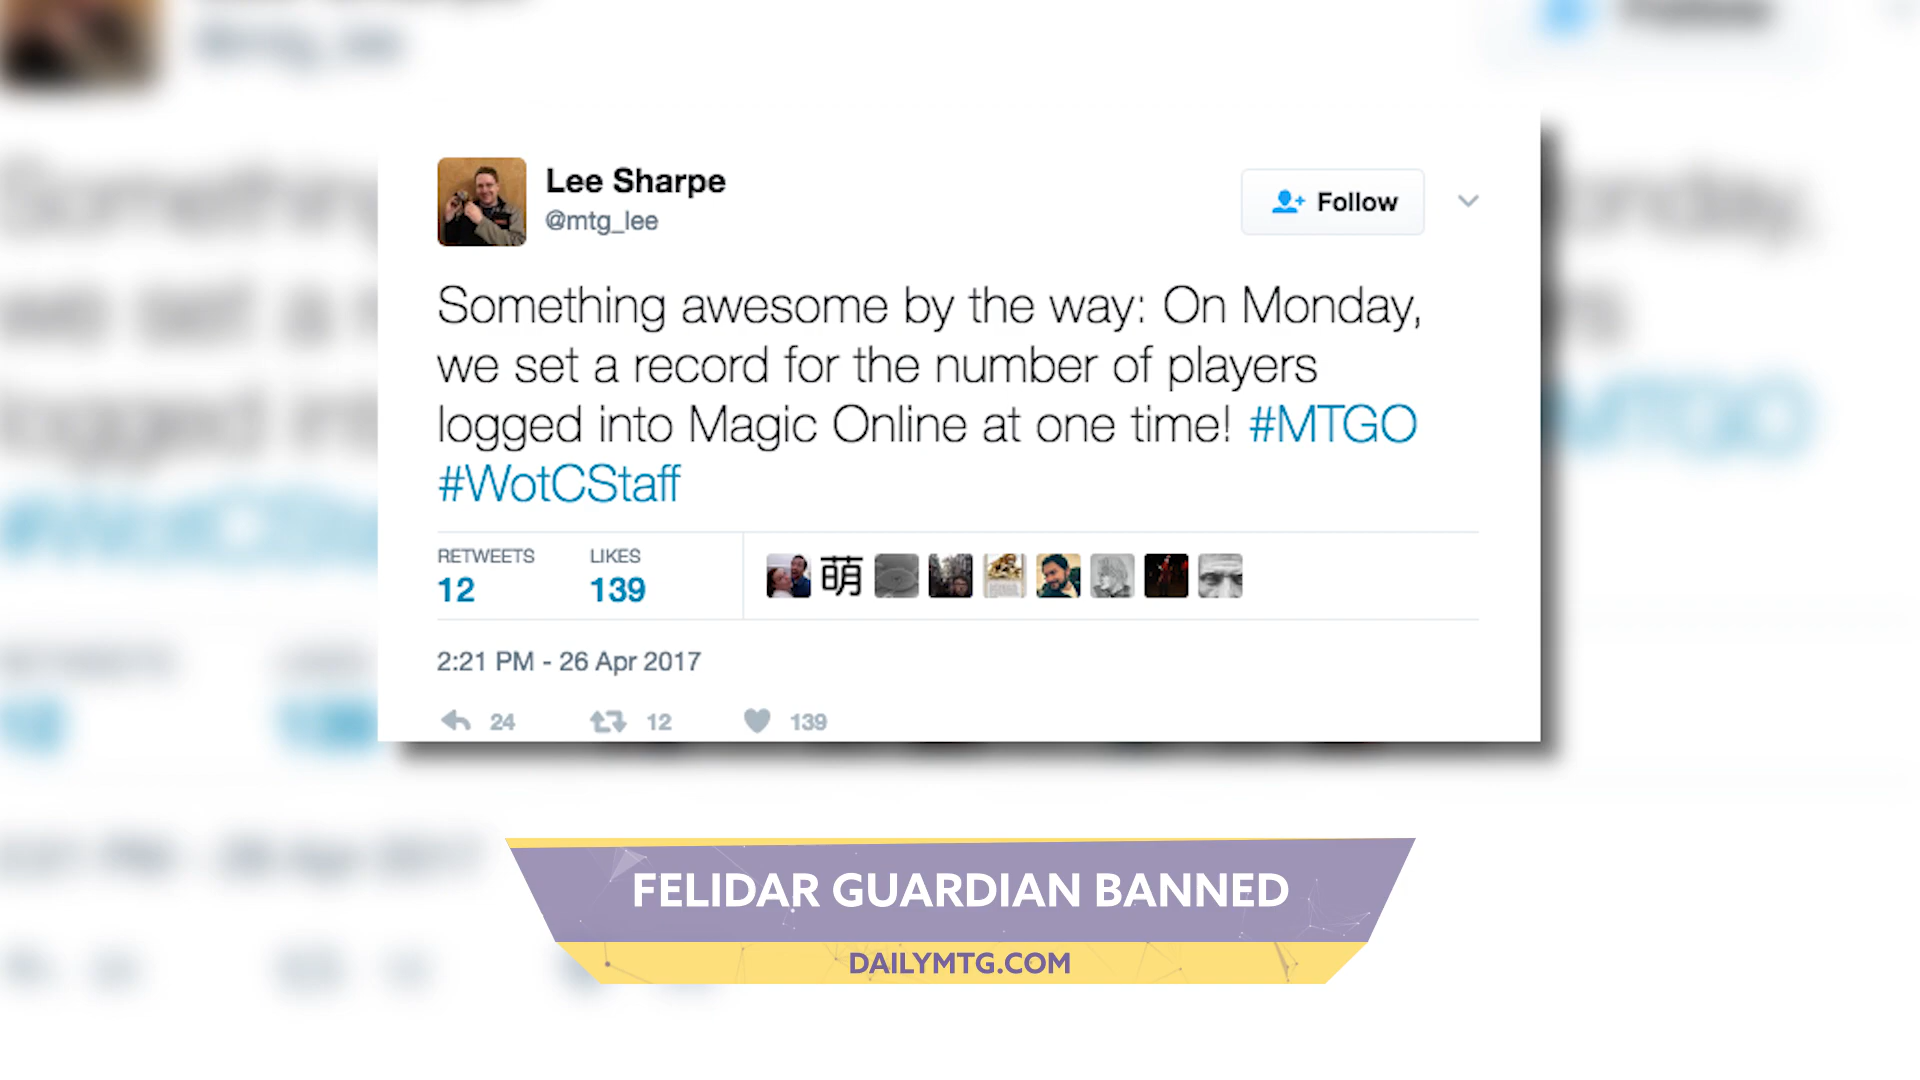 Lee Sharpe
@mtg_lee
Follow
Something awesome by the way: On Monday,
we set a record for the number of players
logged into Magic Online at one time! #MTGO
#WotCStaff
RETWEETS LIKES
12 139
萌
2:21 PM - 26 Apr 2017
24 12 139
FELIDAR GUARDIAN BANNED
DAILYMTG.COM